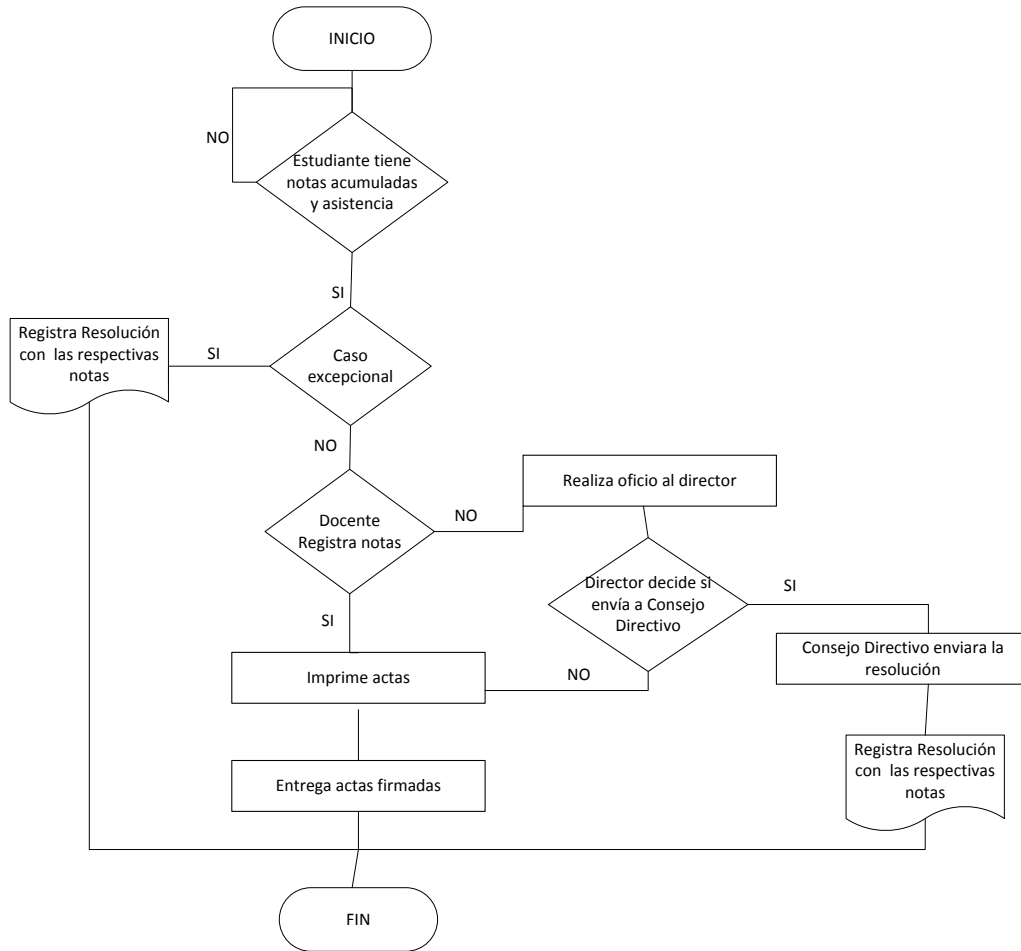 INICIO
NO
Estudiante tiene
notas acumuladas
y asistencia
SI
Registra Resolución
con las respectivas
notas
SI
Caso
excepcional
NO
Realiza oficio al director
Docente
Registra notas
NO
Director decide si
envía a Consejo
Directivo
SI
SI
Consejo Directivo enviara la
resolución
Imprime actas
NO
Registra Resolución
con las respectivas
notas
Entrega actas firmadas
FIN